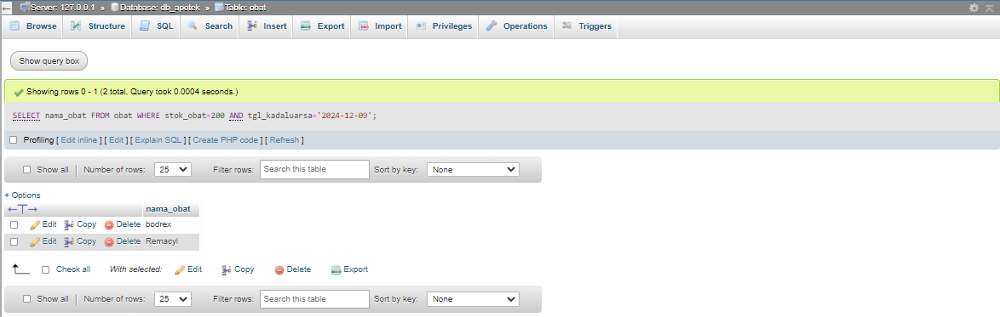 Server: 127.0.0.1 » Database: db_apotek » Table: obat
Browse Structure SQL Search Insert Export Import Privileges Operations Triggers
Show query box
Showing rows 0 - 1 (2 total, Query took 0.0004 seconds.)
SELECT nama_obat FROM obat WHERE stok_obat=200 AND tgl_kadaluarsa='2024-12-09';
Profiling [ Edit inline ] [ Edit ] [ Explain SQL ] [ Create PHP code ] [ Refresh ]
Show all Number of rows: 25 Filter rows: Search this table Sort by key: None
+ Options
←T→ nama_obat
Edit Copy Delete bodrex
Edit Copy Delete Remacyl
Check all With selected: Edit Copy Delete Export
Show all Number of rows: 25 Filter rows: Search this table Sort by key: None